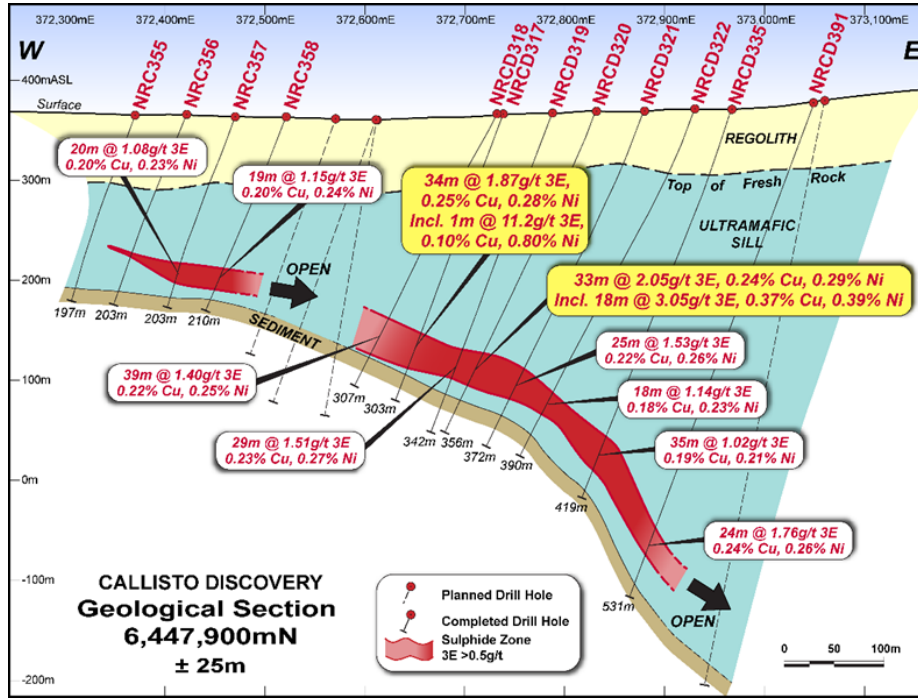 372,300mE
372,400mE
372,500mE
372,600mE
372,700mE
372,800mE
372,900mE
373,000mE
373,100mE
W
E
NRC355
NRC356
NRC357
NRC358
NRCD318
NRCD317
NRCD319
NRCD320
NRCD321
NRCD322
NRCD335
NRCD391
400mASL
Surface
REGOLITH
20m @ 1.08g/t 3E
0.20% Cu, 0.23% Ni
19m @ 1.15g/t 3E
0.20% Cu, 0.24% Ni
34m @ 1.87g/t 3E,
0.25% Cu, 0.28% Ni
Incl. 1m @ 11.2g/t 3E,
0.10% Cu, 0.80% Ni
300m
Top of Fresh Rock
ULTRAMAFIC
SILL
OPEN
33m @ 2.05g/t 3E, 0.24% Cu, 0.29% Ni
Incl. 18m @ 3.05g/t 3E, 0.37% Cu, 0.39% Ni
200m
197m
203m
203m
210m
SEDIMENT
25m @ 1.53g/t 3E
0.22% Cu, 0.26% Ni
39m @ 1.40g/t 3E
0.22% Cu, 0.25% Ni
100m
307m
303m
18m @ 1.14g/t 3E
0.18% Cu, 0.23% Ni
29m @ 1.51g/t 3E
0.23% Cu, 0.27% Ni
342m
356m
372m
390m
35m @ 1.02g/t 3E
0.19% Cu, 0.21% Ni
0m
419m
24m @ 1.76g/t 3E
0.24% Cu, 0.26% Ni
-100m
531m
OPEN
CALLISTO DISCOVERY
Geological Section
6,447,900mN
± 25m
Planned Drill Hole
Completed Drill Hole
Sulphide Zone
3E >0.5g/t
0
50
100m
-200m